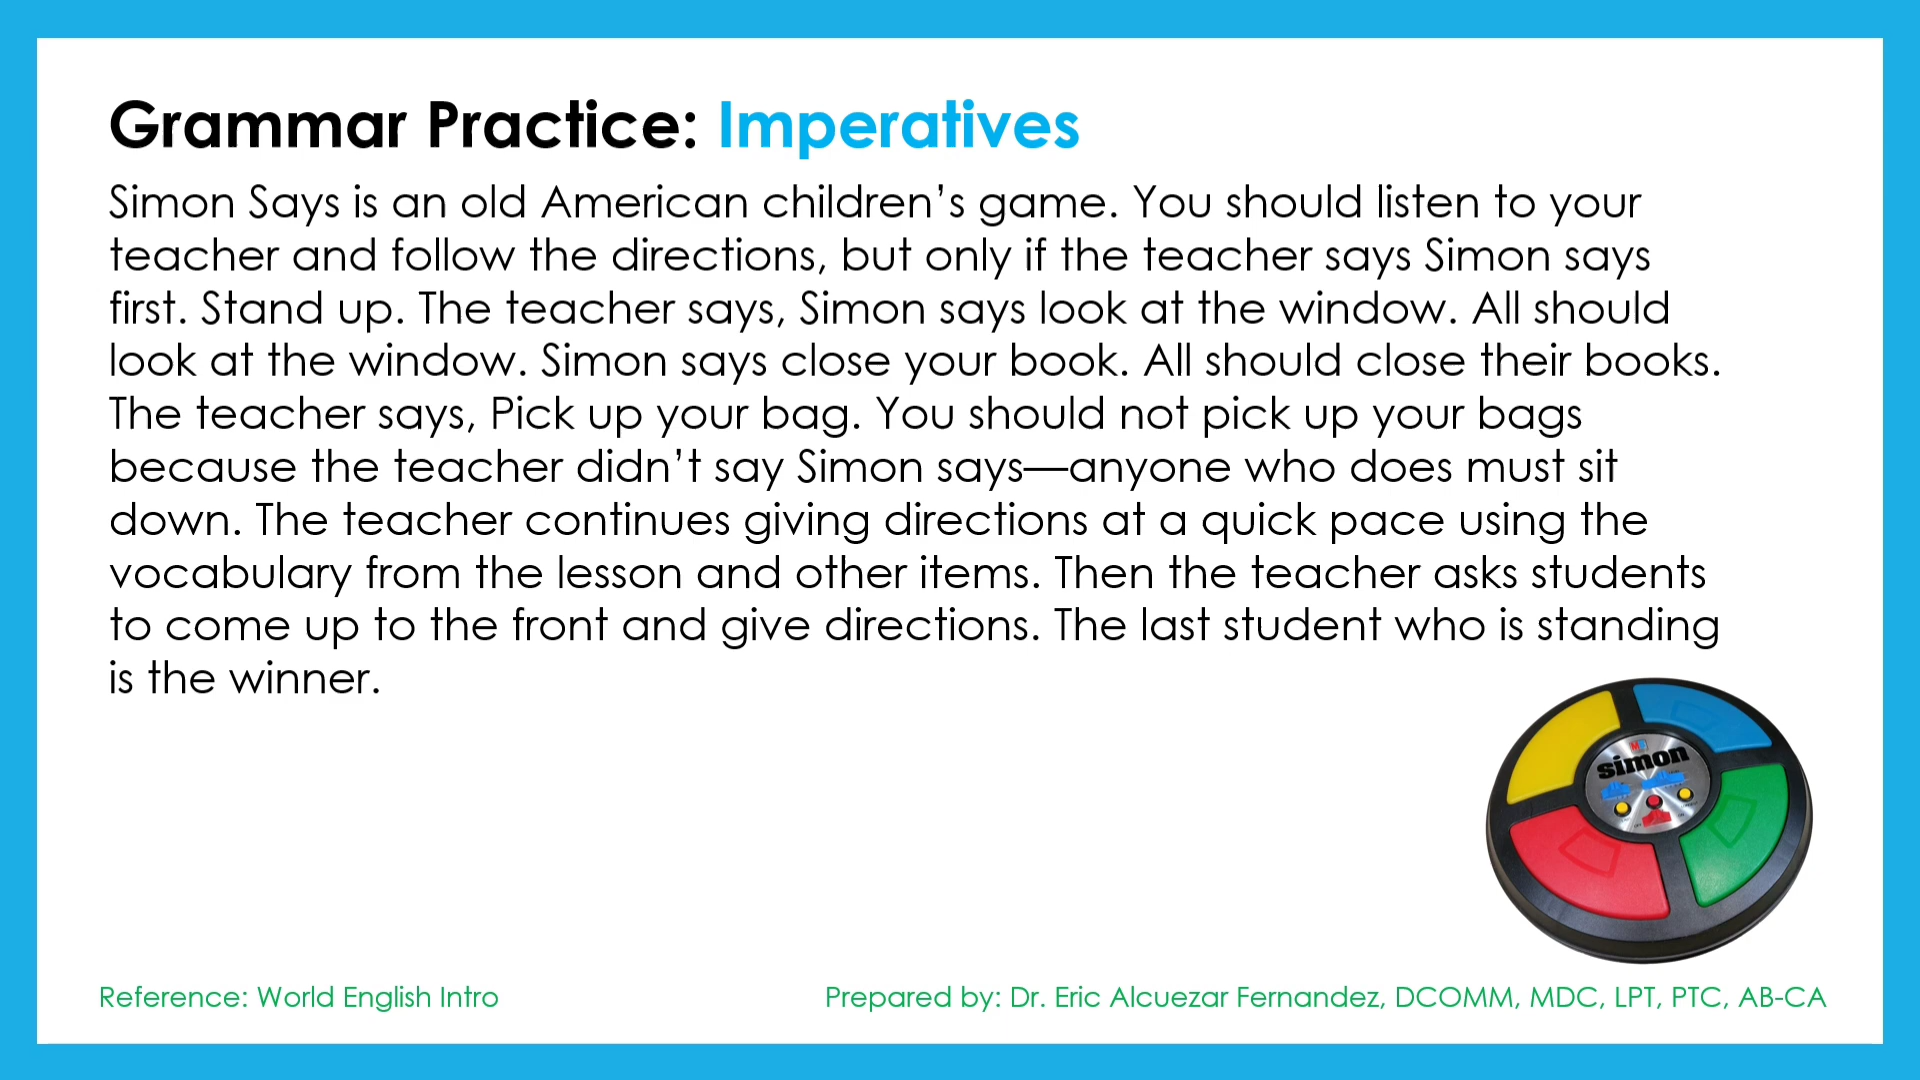 Grammar Practice: Imperatives
Simon Says is an old American children’s game. You should listen to your
teacher and follow the directions, but only if the teacher says Simon says
first. Stand up. The teacher says, Simon says look at the window. All should
look at the window. Simon says close your book. All should close their books.
The teacher says, Pick up your bag. You should not pick up your bags
because the teacher didn’t say Simon says—anyone who does must sit
down. The teacher continues giving directions at a quick pace using the
vocabulary from the lesson and other items. Then the teacher asks students
to come up to the front and give directions. The last student who is standing
is the winner.
simon
Reference: World English Intro
Prepared by: Dr. Eric Alcuezar Fernandez, DCOMM, MDC, LPT, PTC, AB-CA